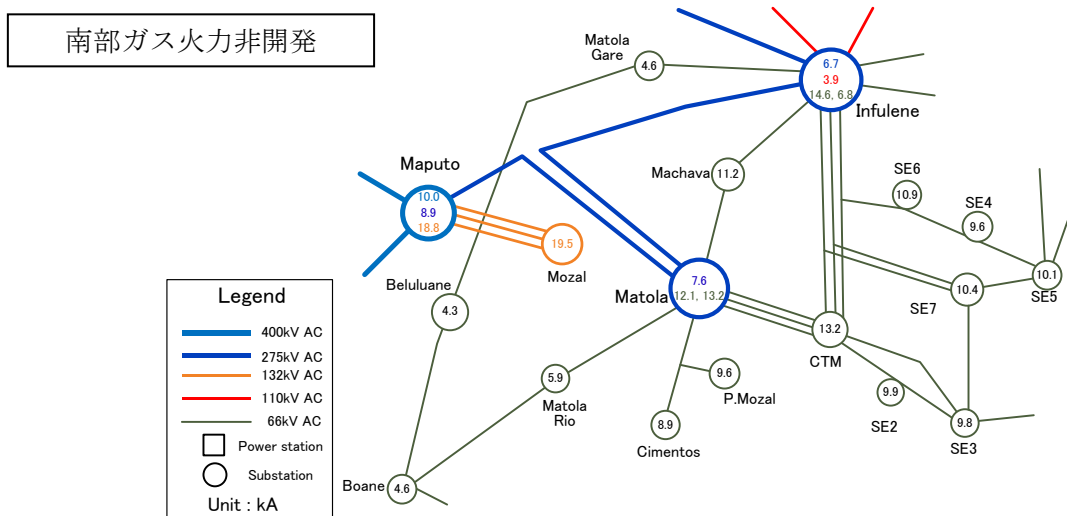 南部ガス火力非開発
Matola
Gare
4.6
6.7
3.9
14.6, 6.8
Infulene
Maputo
10.0
8.9
18.8
Machava
11.2
SE6
10.9
SE4
9.6
19.5
Mozal
7.6
12.1, 13.2
Matola
10.1
SE5
10.4
SE7
Beluluane
4.3
13.2
CTM
Legend
400kV AC
275kV AC
132kV AC
110kV AC
66kV AC
Power station
Substation
Unit : kA
5.9
Matola
Rio
9.6
P.Mozal
8.9
Cimentos
9.9
SE2
9.8
SE3
Boane
4.6